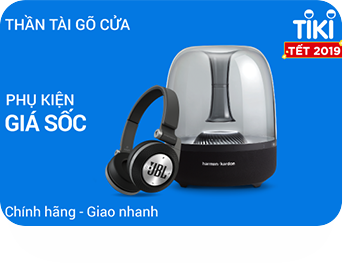 THẦN TÀI GÕ CỬA
TIKI
TẾT 2019
PHỤ KIỆN
GIÁ SỐC
JBL
harman/kardon
Chính hãng - Giao nhanh